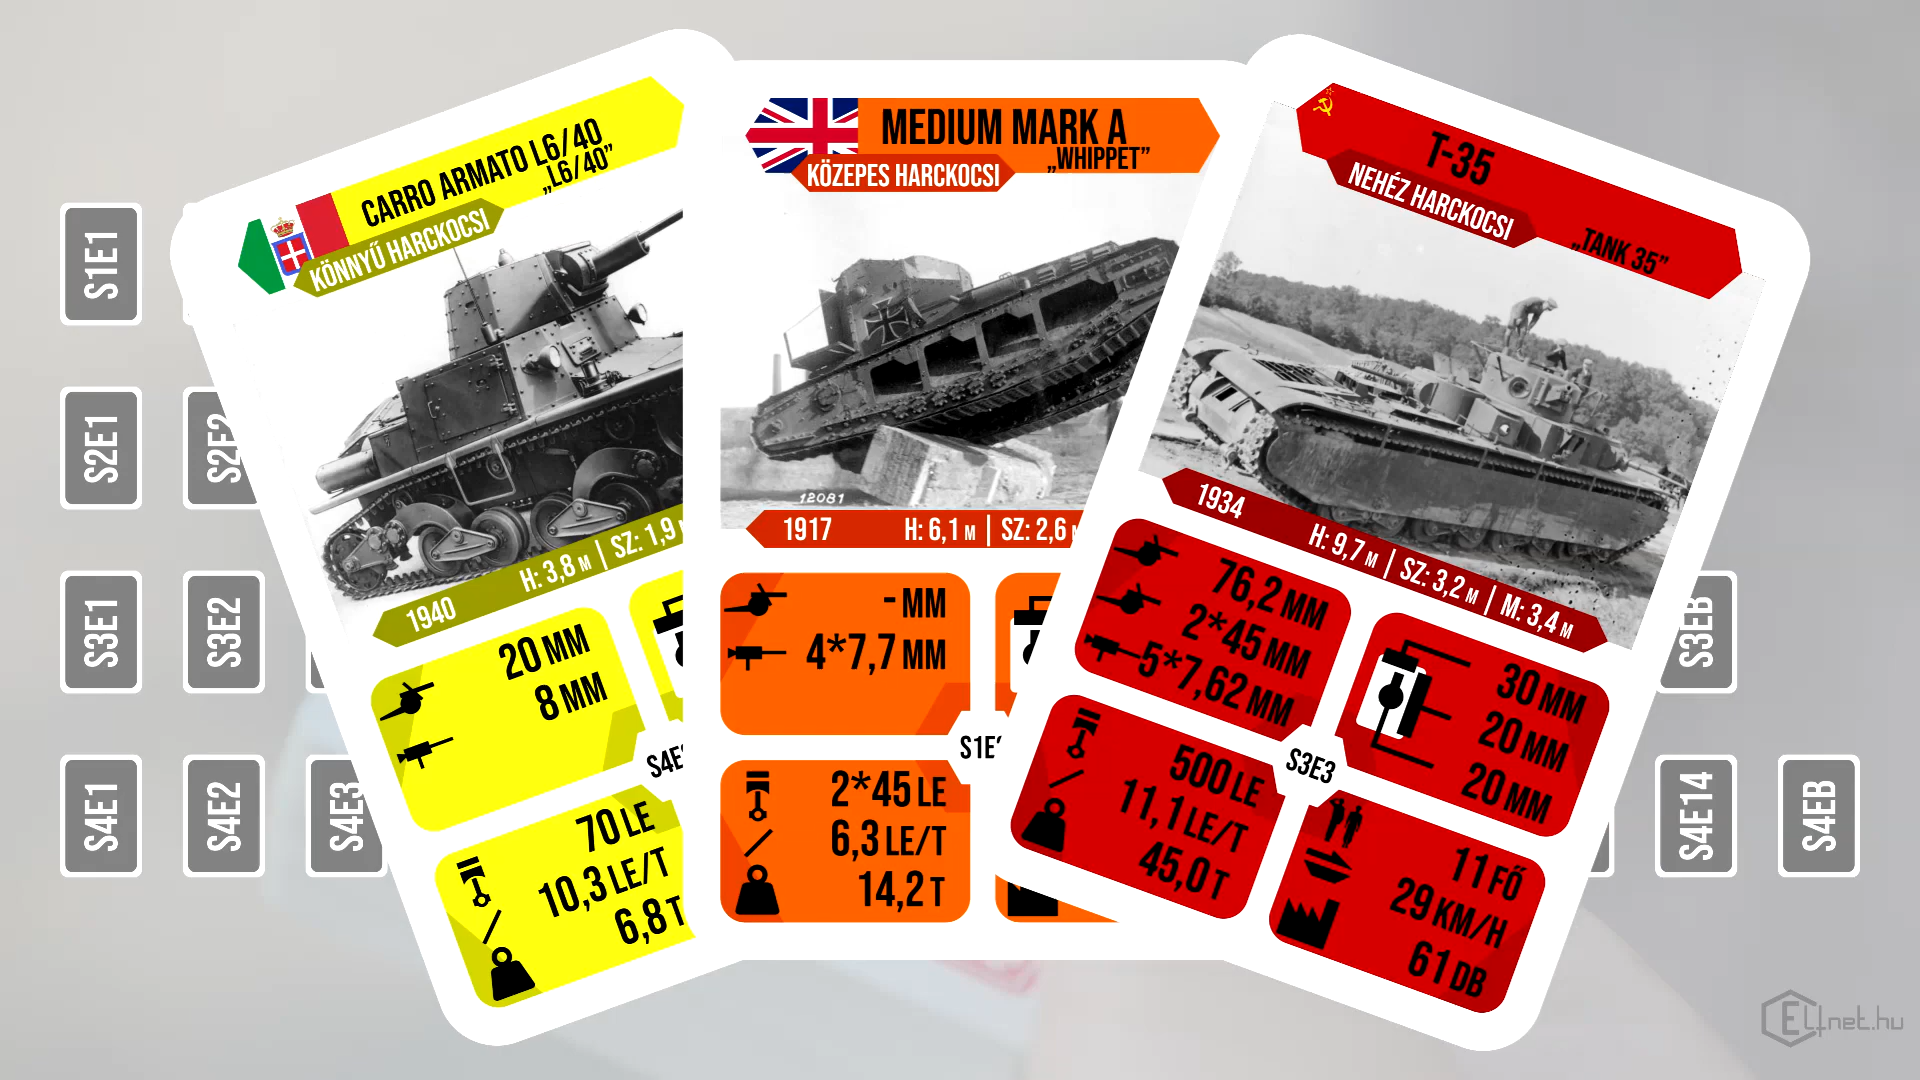 CARRO ARMATO L6/40
„L6/40”
KÖNNYŰ HARCKOCSI
1940
H: 3,8 M | SZ: 1,9
20 MM
8 MM
70 LE
10,3 LE/T
6,8 T
MEDIUM MARK A
„WHIPPET”
KÖZEPES HARCKOCSI
12081
1917
H: 6,1 M | SZ: 2,6
- MM
4*7,7 MM
2*45 LE
6,3 LE/T
14,2 T
T-35
„TANK 35”
NEHÉZ HARCKOCSI
1934
H: 9,7 M | SZ: 3,2 M | M: 3,4 M
76,2 MM
2*45 MM
5*7,62 MM
30 MM
20 MM
20 MM
S3E3
500 LE
11,1 LE/T
45,0 T
11 FŐ
29 KM/H
61 DB
S1E1
S2E1
S2E2
S3E1
S3E2
S3EB
S4E1
S4E2
S4E3
S4E14
S4EB
ELnet.hu